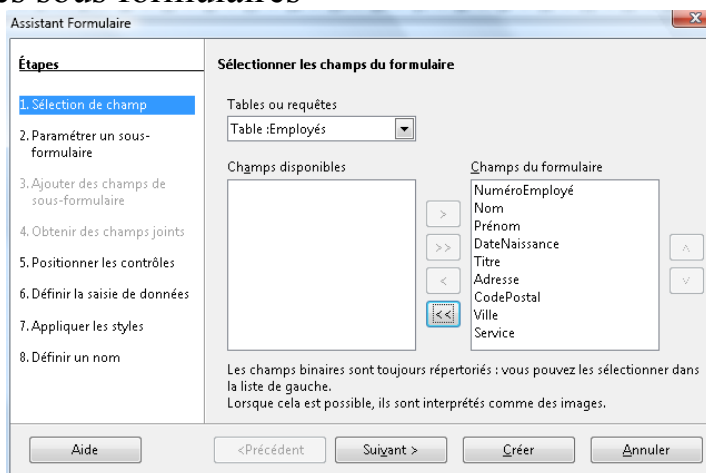 es sous-formulaires
Assistant Formulaire
Étapes
1. Sélection de champ
2. Paramétrer un sous-
formulaire
3. Ajouter des champs de
sous-formulaire
4. Obtenir des champs joints
5. Positionner les contrôles
6. Définir la saisie de données
7. Appliquer les styles
8. Définir un nom
Sélectionner les champs du formulaire
Tables ou requêtes
Table :Employés
Champs disponibles
>
>>
<
<<
Champs du formulaire
NuméroEmployé
Nom
Prénom
DateNaissance
Titre
Adresse
CodePostal
Ville
Service
Les champs binaires sont toujours répertoriés : vous pouvez les sélectionner dans
la liste de gauche.
Lorsque cela est possible, ils sont interprétés comme des images.
Aide
<Précédent
Suivant >
Créer
Annuler